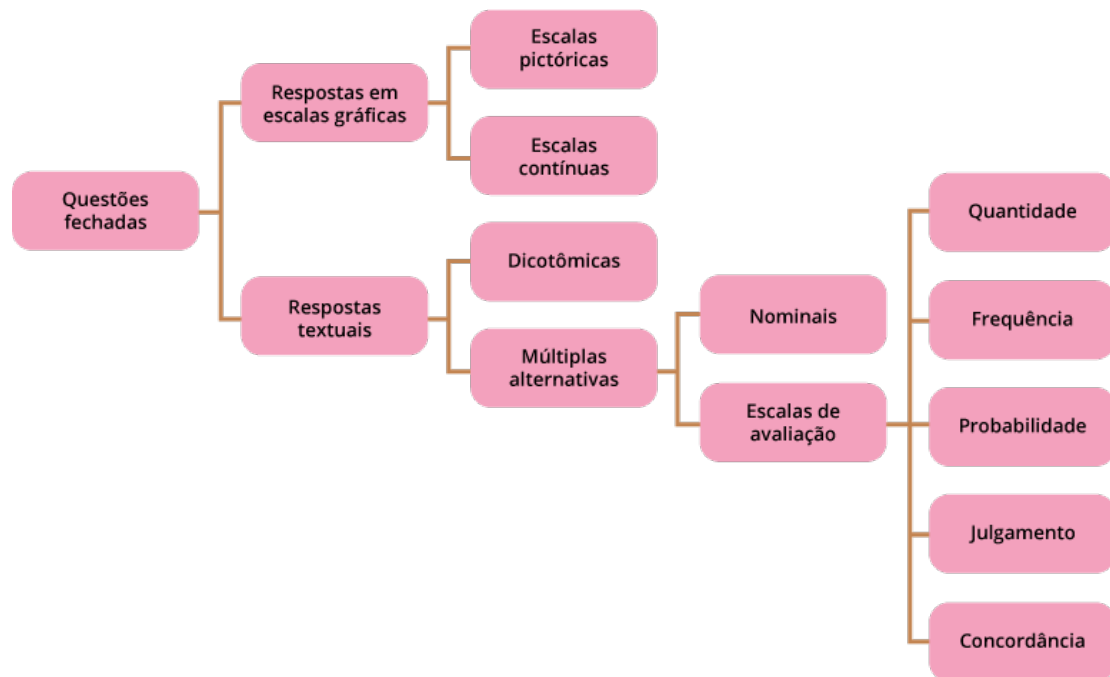 Questões
fechadas
Respostas em
escalas gráficas
Escalas
pictóricas
Escalas
contínuas
Respostas
textuais
Dicotômicas
Múltiplas
alternativas
Nominais
Escalas de
avaliação
Quantidade
Frequência
Probabilidade
Julgamento
Concordância